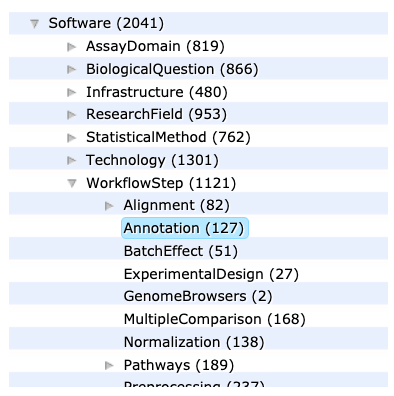 Software (2041)
AssayDomain (819)
BiologicalQuestion (866)
Infrastructure (480)
ResearchField (953)
StatisticalMethod (762)
Technology (1301)
WorkflowStep (1121)
Alignment (82)
Annotation (127)
BatchEffect (51)
ExperimentalDesign (27)
GenomeBrowsers (2)
MultipleComparison (168)
Normalization (138)
Pathways (189)
Preprocessing (237)